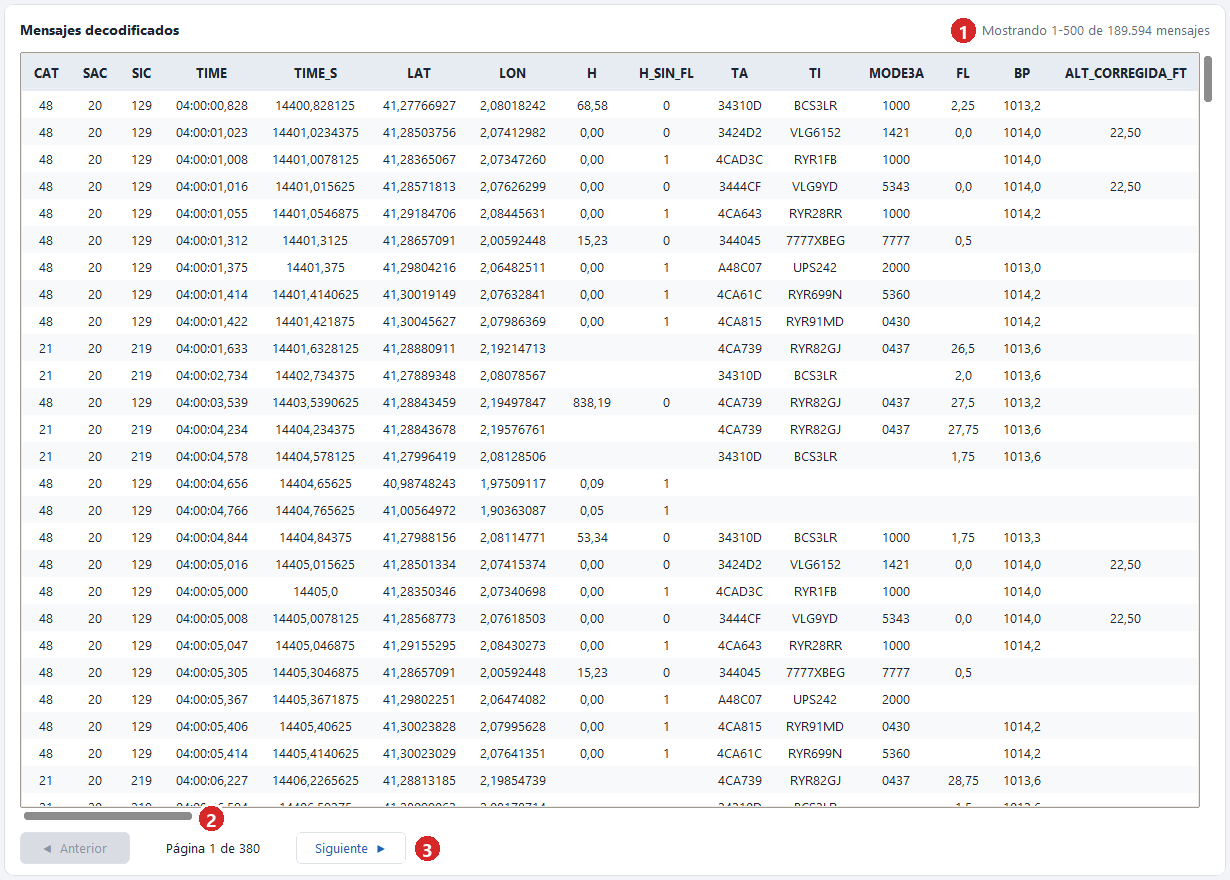 Mensajes decodificados
1 Mostrando 1-500 de 189.594 mensajes
CAT SAC SIC TIME TIME_S LAT LON H H_SIN_FL TA TI MODE3A FL BP ALT_CORREGIDA_FT
48 20 129 04:00:00,828 14400,828125 41,27766927 2,08018242 68,58 0 34310D BCS3LR 1000 2,25 1013,2
48 20 129 04:00:01,023 14401,0234375 41,28503756 2,07412982 0,00 0 3424D2 VLG6152 1421 0,0 1014,0 22,50
48 20 129 04:00:01,008 14401,0078125 41,28365067 2,07347260 0,00 1 4CAD3C RYR1FB 1000 1014,0
48 20 129 04:00:01,016 14401,015625 41,28571813 2,07626299 0,00 0 3444CF VLG9YD 5343 0,0 1014,0 22,50
48 20 129 04:00:01,055 14401,0546875 41,29184706 2,08445631 0,00 1 4CA643 RYR28RR 1000 1014,2
48 20 129 04:00:01,312 14401,3125 41,28657091 2,00592448 15,23 0 344045 7777XBEG 7777 0,5
48 20 129 04:00:01,375 14401,375 41,29804216 2,06482511 0,00 1 A48C07 UPS242 2000 1013,0
48 20 129 04:00:01,414 14401,4140625 41,30019149 2,07632841 0,00 1 4CA61C RYR699N 5360 1014,2
48 20 129 04:00:01,422 14401,421875 41,30045627 2,07986369 0,00 1 4CA815 RYR91MD 0430 1014,2
21 20 219 04:00:01,633 14401,6328125 41,28880911 2,19214713 4CA739 RYR82GJ 0437 26,5 1013,6
21 20 219 04:00:02,734 14402,734375 41,27889348 2,08078567 34310D BCS3LR 2,0 1013,6
48 20 129 04:00:03,539 14403,5390625 41,28843459 2,19497847 838,19 0 4CA739 RYR82GJ 0437 27,5 1013,2
21 20 219 04:00:04,234 14404,234375 41,28843678 2,19576761 4CA739 RYR82GJ 0437 27,75 1013,6
21 20 219 04:00:04,578 14404,578125 41,27996419 2,08128506 34310D BCS3LR 1,75 1013,6
48 20 129 04:00:04,656 14404,65625 40,98748243 1,97509117 0,09 1
48 20 129 04:00:04,766 14404,765625 41,00564972 1,90363087 0,05 1
48 20 129 04:00:04,844 14404,84375 41,27988156 2,08114771 53,34 0 34310D BCS3LR 1000 1,75 1013,3
48 20 129 04:00:05,016 14405,015625 41,28501334 2,07415374 0,00 0 3424D2 VLG6152 1421 0,0 1014,0 22,50
48 20 129 04:00:05,000 14405,0 41,28350346 2,07340698 0,00 1 4CAD3C RYR1FB 1000 1014,0
48 20 129 04:00:05,008 14405,0078125 41,28568773 2,07618503 0,00 0 3444CF VLG9YD 5343 0,0 1014,0 22,50
48 20 129 04:00:05,047 14405,046875 41,29155295 2,08430273 0,00 1 4CA643 RYR28RR 1000 1014,2
48 20 129 04:00:05,305 14405,3046875 41,28657091 2,00592448 15,23 0 344045 7777XBEG 7777 0,5
48 20 129 04:00:05,367 14405,3671875 41,29802251 2,06474082 0,00 1 A48C07 UPS242 2000
48 20 129 04:00:05,406 14405,40625 41,30023828 2,07995628 0,00 1 4CA815 RYR91MD 0430 1014,2
48 20 129 04:00:05,414 14405,4140625 41,30023029 2,07641351 0,00 1 4CA61C RYR699N 5360 1014,2
21 20 219 04:00:06,227 14406,2265625 41,28813185 2,19854739 4CA739 RYR82GJ 0437 28,75 1013,6
2
◄ Anterior Página 1 de 380 Siguiente ► 3